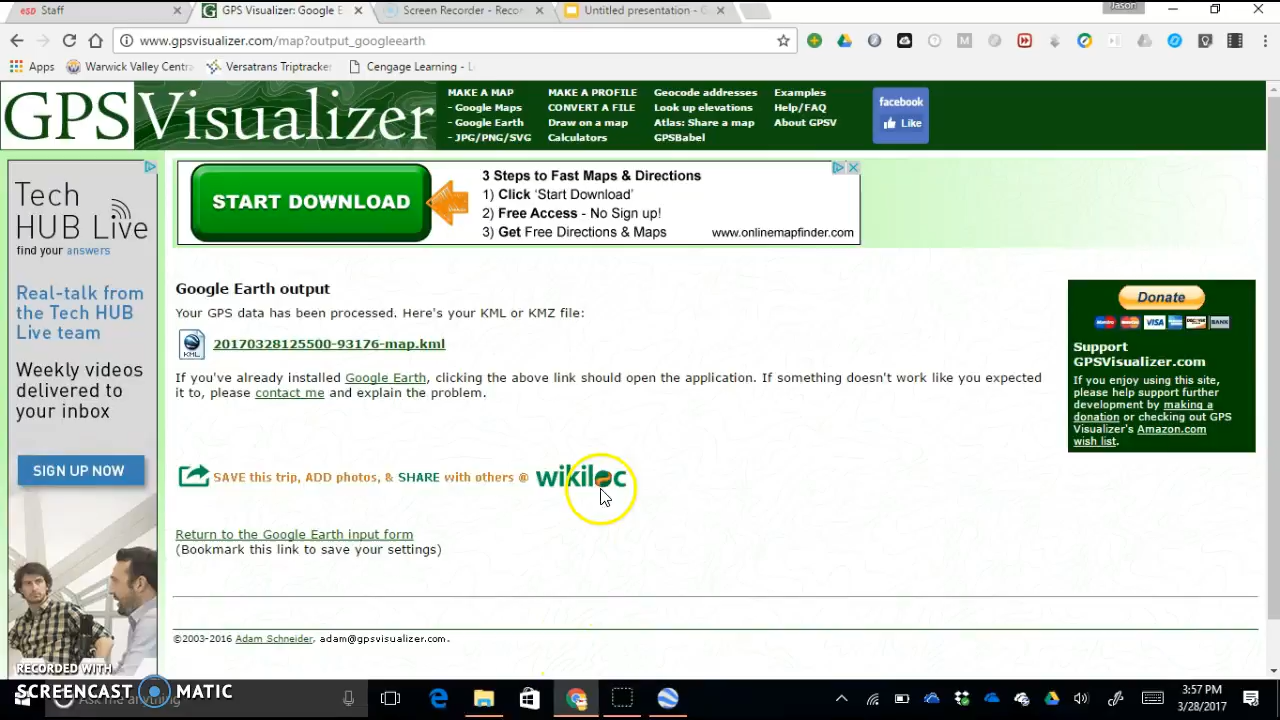 esD Staff
GPS Visualizer: Google E
Screen Recorder - Recor
Untitled presentation - G
Jason
www.gpsvisualizer.com/map?output_googleearth
Apps
Warwick Valley Centra
Versatrans Triptracke
Cengage Learning - L
GPSVisualizer
MAKE A MAP
- Google Maps
- Google Earth
- JPG/PNG/SVG
MAKE A PROFILE
CONVERT A FILE
Draw on a map
Calculators
Geocode addresses
Look up elevations
Atlas: Share a map
GPSBabel
Examples
Help/FAQ
About GPSV
facebook
Like
Tech
HUB Live
find your answers
Real-talk from
the Tech HUB
Live team
Weekly videos
delivered to
your inbox
SIGN UP NOW
START DOWNLOAD
3 Steps to Fast Maps & Directions
1) Click 'Start Download'
2) Free Access - No Sign up!
3) Get Free Directions & Maps
www.onlinemapfinder.com
Google Earth output
Your GPS data has been processed. Here's your KML or KMZ file:
KML
20170328125500-93176-map.kml
If you've already installed Google Earth, clicking the above link should open the application. If something doesn't work like you expected
it to, please contact me and explain the problem.
SAVE this trip, ADD photos, & SHARE with others @ wikiloc
Return to the Google Earth input form
(Bookmark this link to save your settings)
Donate
VISA
BANK
Support
GPSVisualizer.com
If you enjoy using this site,
please help support further
development by making a
donation or checking out GPS
Visualizer's Amazon.com
wish list.
©2003-2016 Adam Schneider, adam@gpsvisualizer.com.
RECORDED WITH
SCREENCAST MATIC
Ask me anything
3:57 PM
3/28/2017